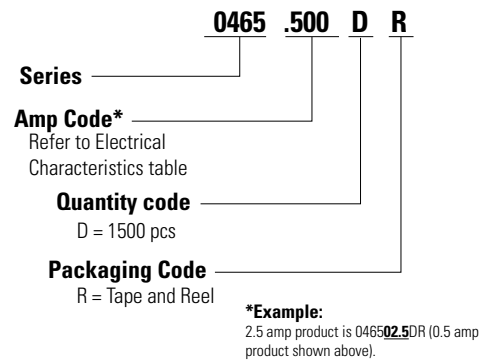 0465 .500 D R
Series
Amp Code*
Refer to Electrical
Characteristics table
Quantity code
D = 1500 pcs
Packaging Code
R = Tape and Reel
*Example:
2.5 amp product is 046502.5DR (0.5 amp
product shown above).